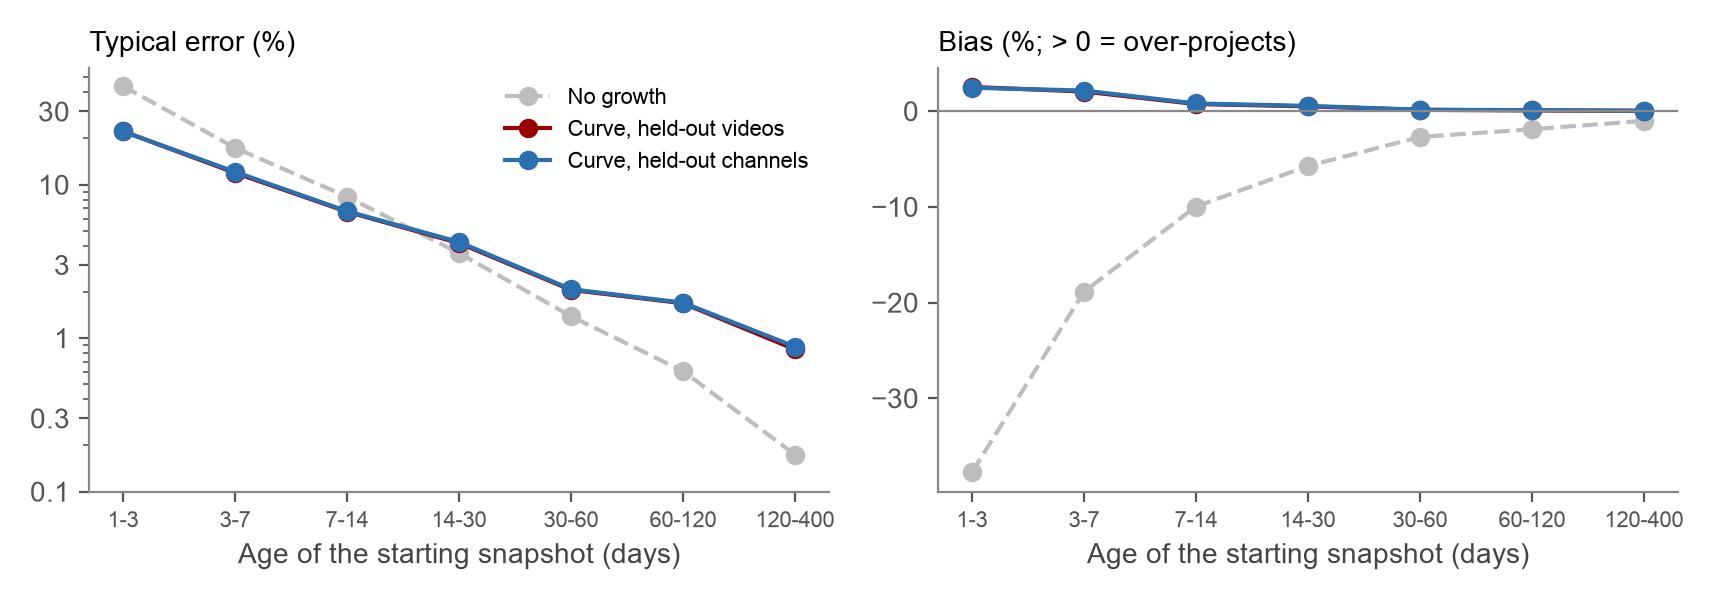 Typical error (%)
30
10
3
1
0.3
0.1
No growth
Curve, held-out videos
Curve, held-out channels
1-3 3-7 7-14 14-30 30-60 60-120 120-400
Age of the starting snapshot (days)
Bias (%; > 0 = over-projects)
0
−10
−20
−30
1-3 3-7 7-14 14-30 30-60 60-120 120-400
Age of the starting snapshot (days)